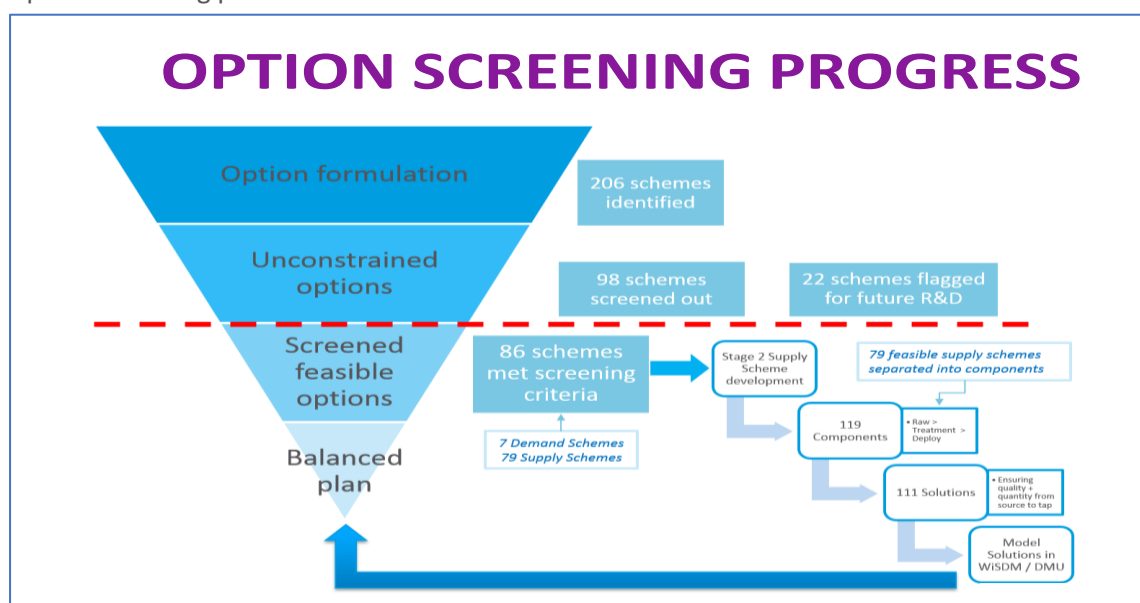 OPTION SCREENING PROGRESS
Option formulation
206 schemes
identified
Unconstrained
options
98 schemes
screened out
22 schemes flagged
for future R&D
Screened
feasible
options
86 schemes
met screening
criteria
Stage 2 Supply
Scheme
development
79 feasible supply schemes
separated into components
7 Demand Schemes
79 Supply Schemes
119
Components
• Raw >
Treatment >
Deploy
Balanced
plan
111 Solutions
• Ensuring
quality +
quantity from
source to tap
Model
Solutions in
WiSDM / DMU